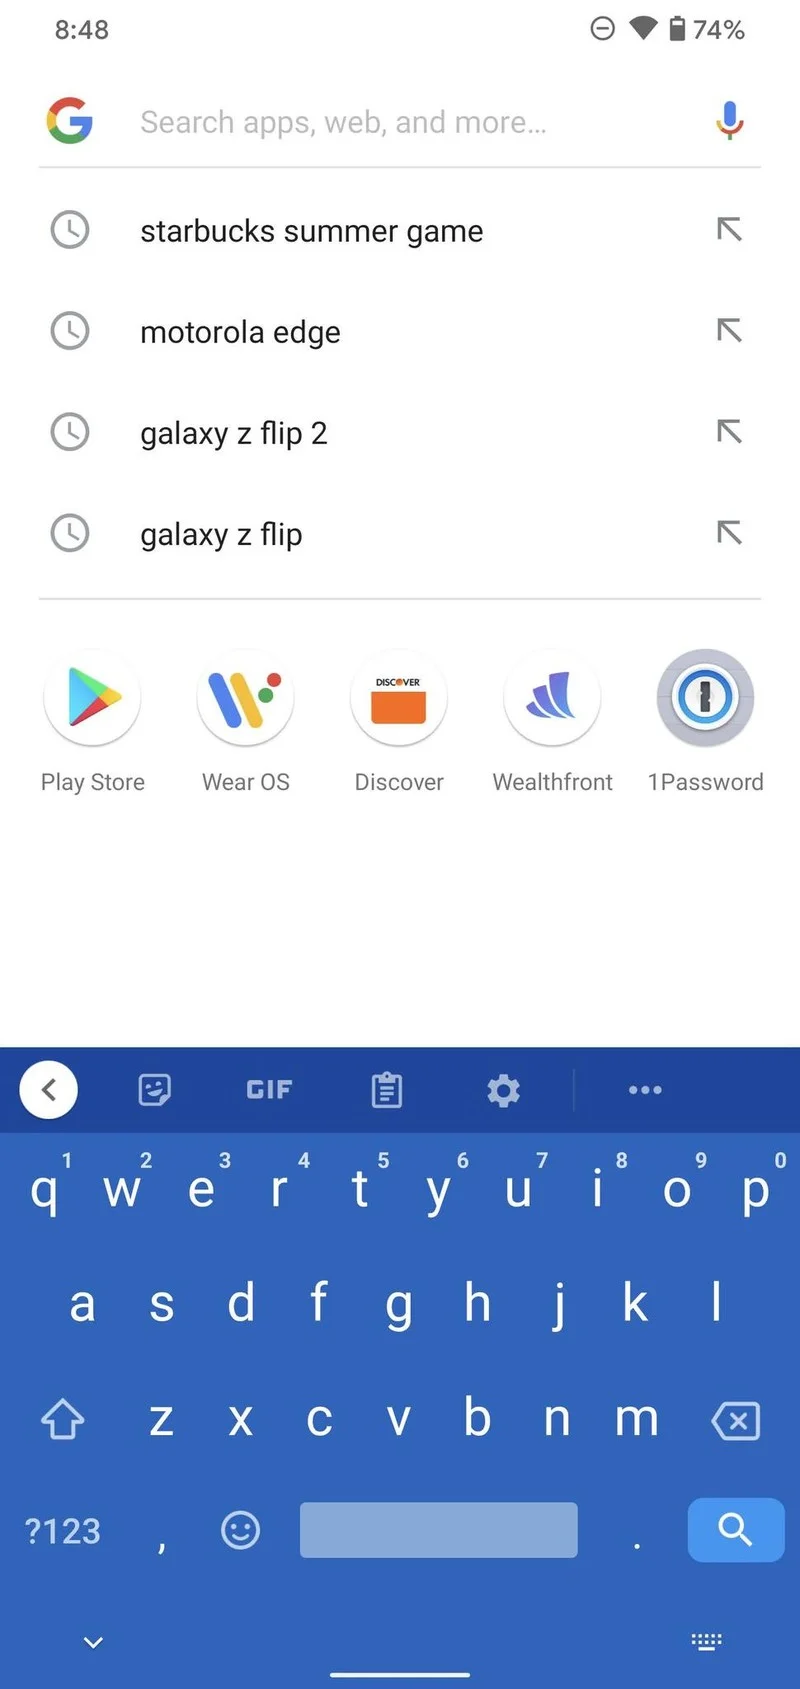 8:48 74%
Search apps, web, and more...
starbucks summer game
motorola edge
galaxy z flip 2
galaxy z flip
DISCOVER
Play Store Wear OS Discover Wealthfront 1Password
GIF
1 2 3 4 5 6 7 8 9 0
q w e r t y u i o p
a s d f g h j k l
z x c v b n m
?123 , .